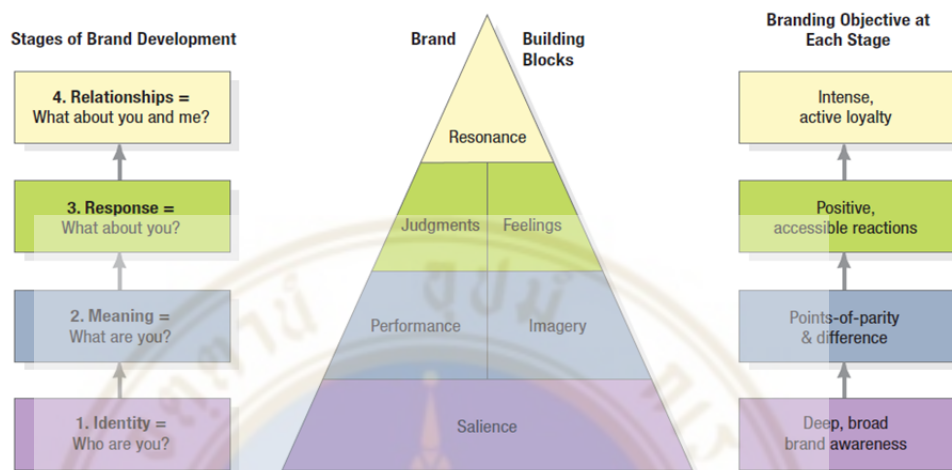 Stages of Brand Development
4. Relationships =
What about you and me?
3. Response =
What about you?
2. Meaning =
What are you?
1. Identity =
Who are you?
Brand
Building
Blocks
Resonance
Judgments
Feelings
Performance
Imagery
Salience
Branding Objective at
Each Stage
Intense,
active loyalty
Positive,
accessible reactions
Points-of-parity
& difference
Deep, broad
brand awareness